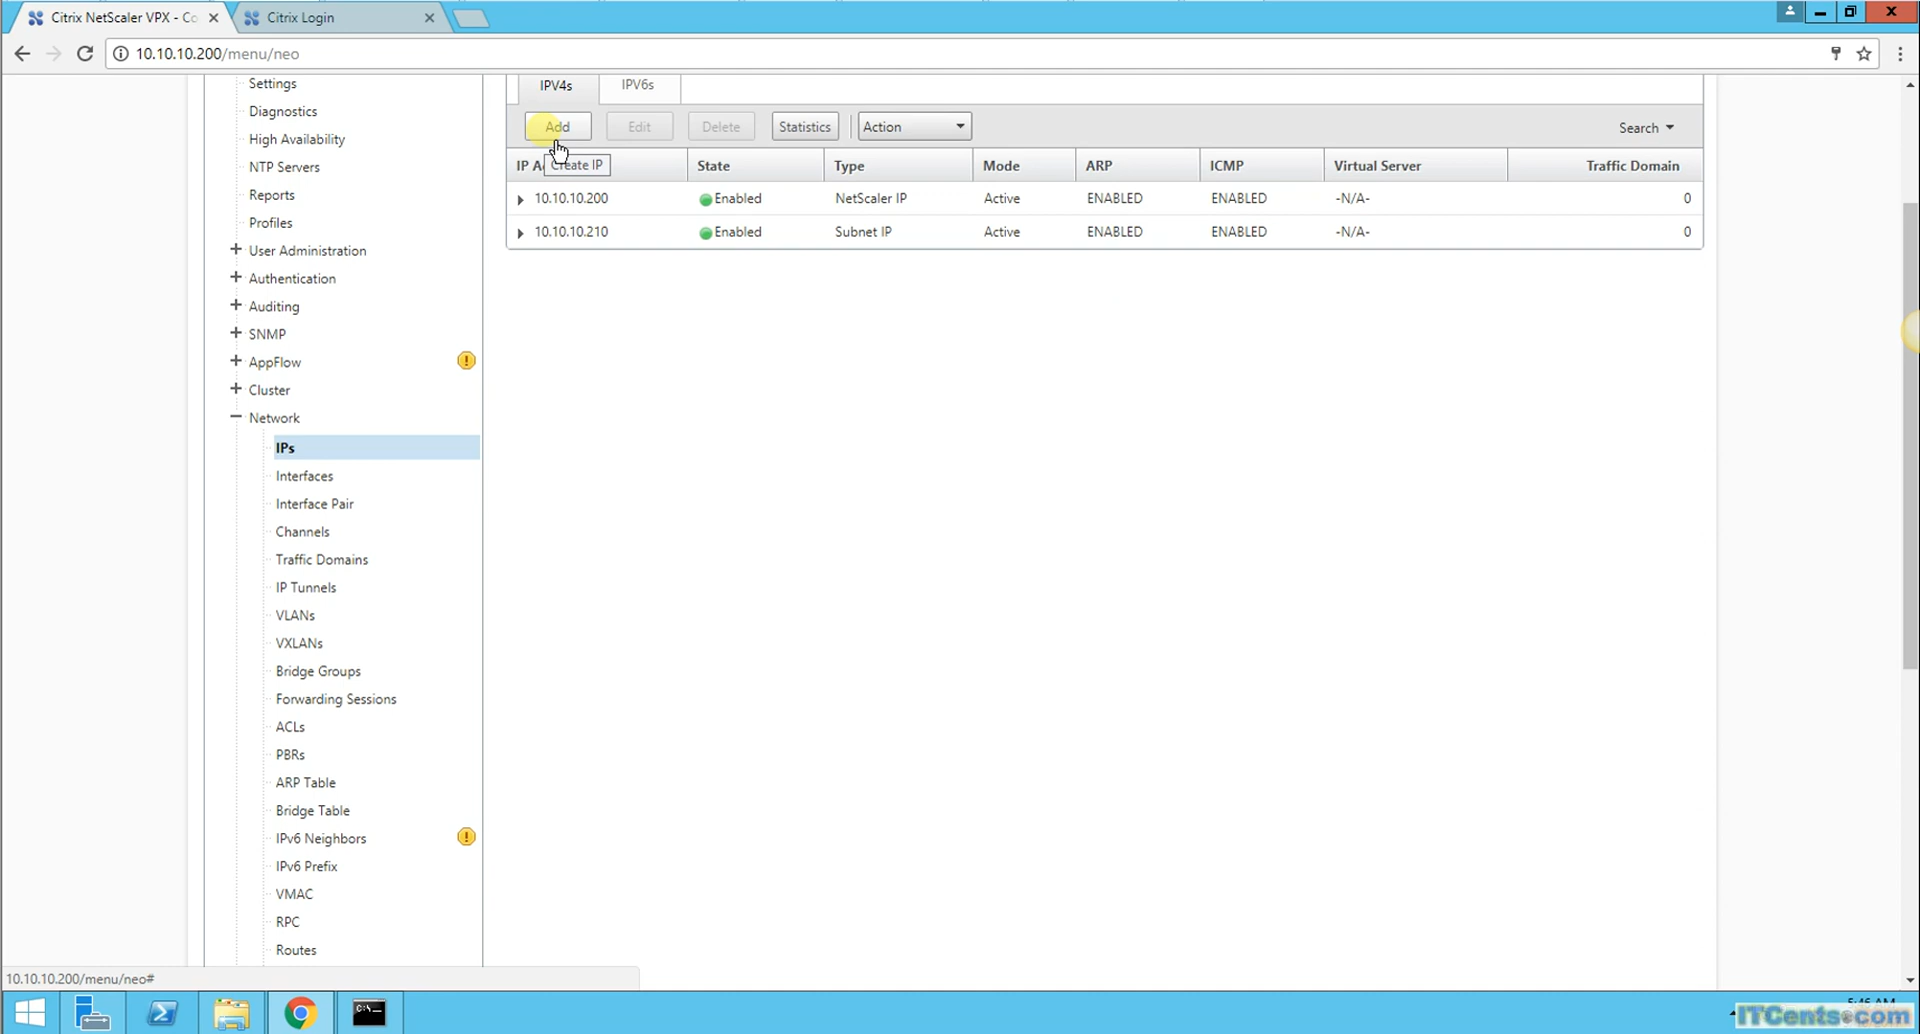 Citrix NetScaler VPX - Co
Citrix Login
10.10.10.200/menu/neo
Settings
Diagnostics
High Availability
NTP Servers
Reports
Profiles
User Administration
Authentication
Auditing
SNMP
AppFlow
Cluster
Network
IPs
Interfaces
Interface Pair
Channels
Traffic Domains
IP Tunnels
VLANs
VXLANs
Bridge Groups
Forwarding Sessions
ACLs
PBRs
ARP Table
Bridge Table
IPv6 Neighbors
IPv6 Prefix
VMAC
RPC
Routes
IPV4s IPV6s
Add Edit Delete Statistics Action Search
IP State Type Mode ARP ICMP Virtual Server Traffic Domain
Create IP
10.10.10.200 Enabled NetScaler IP Active ENABLED ENABLED -N/A- 0
10.10.10.210 Enabled Subnet IP Active ENABLED ENABLED -N/A- 0
10.10.10.200/menu/neo#
C:\_
5:46 AM
ITCents.com